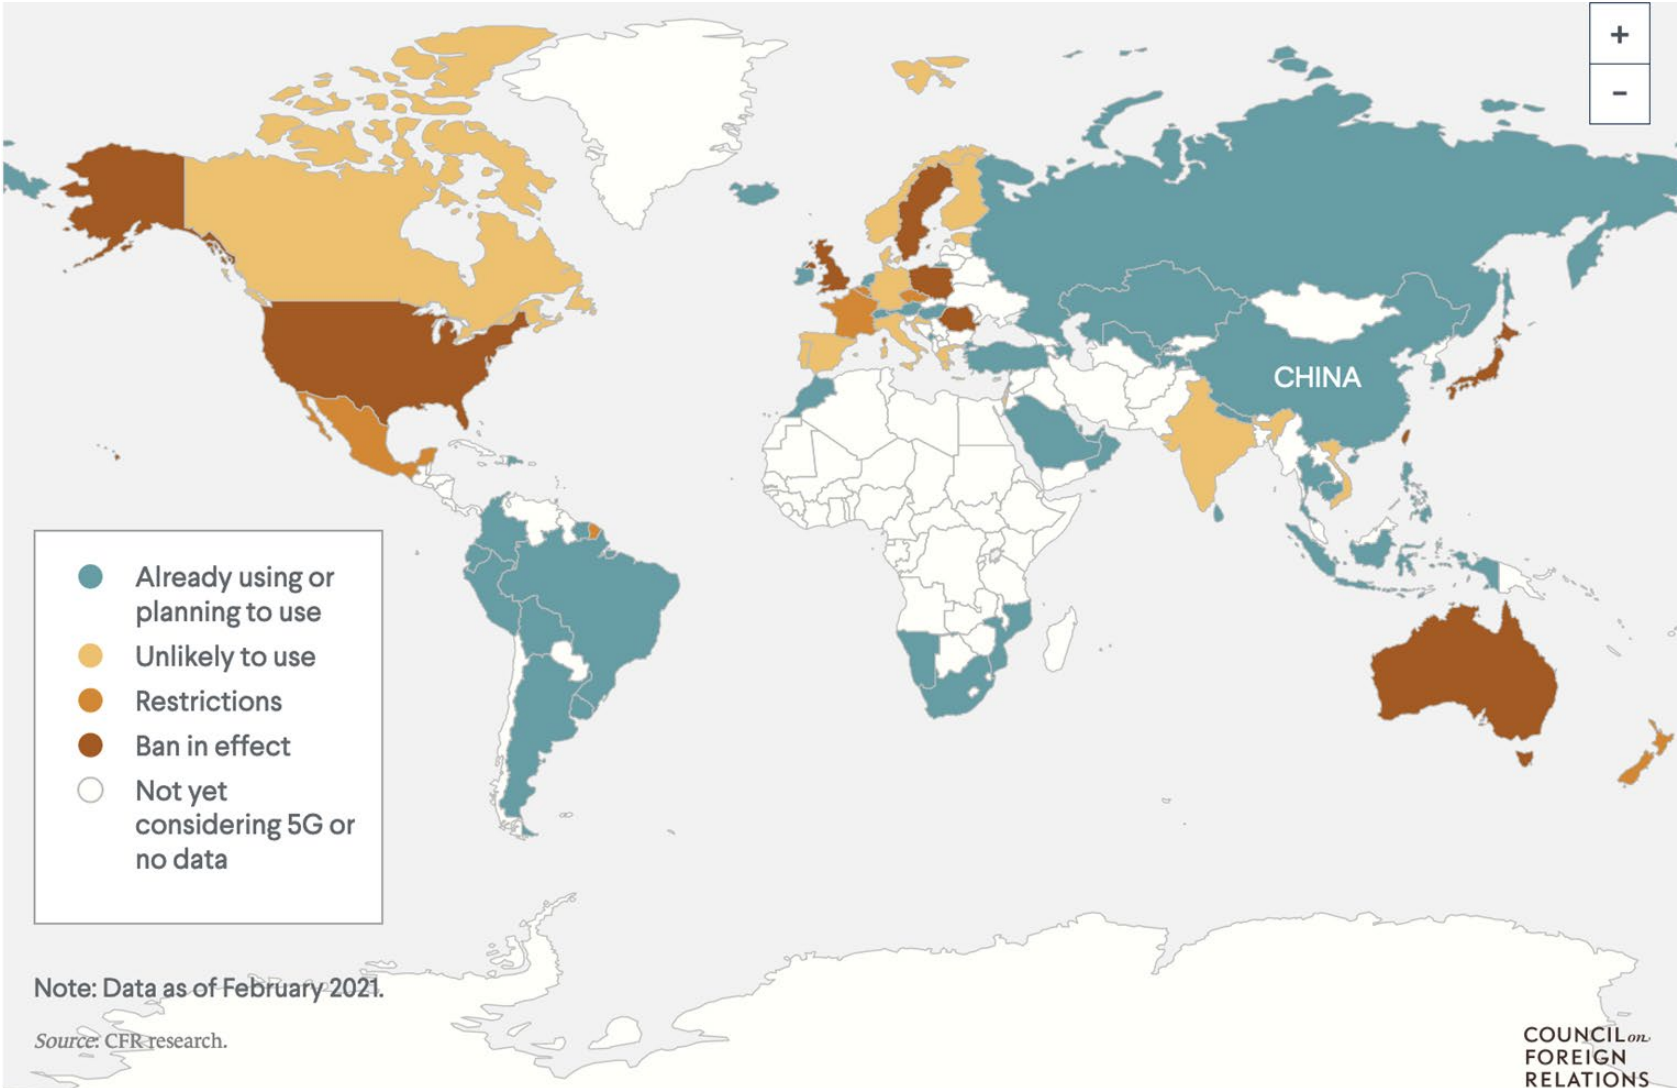 +
−
CHINA
Already using or
planning to use
Unlikely to use
Restrictions
Ban in effect
Not yet
considering 5G or
no data
Note: Data as of February 2021.
Source: CFR research.
COUNCIL on
FOREIGN
RELATIONS